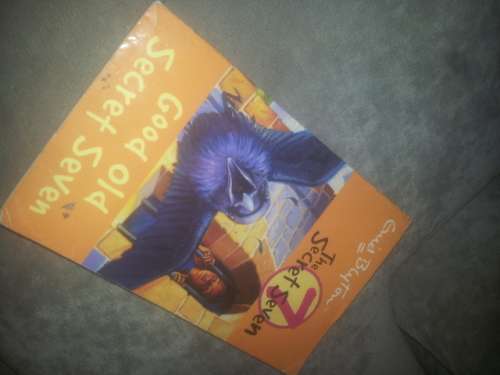 Enid Blyton
The
7
Secret Seven
Good Old
Secret Seven